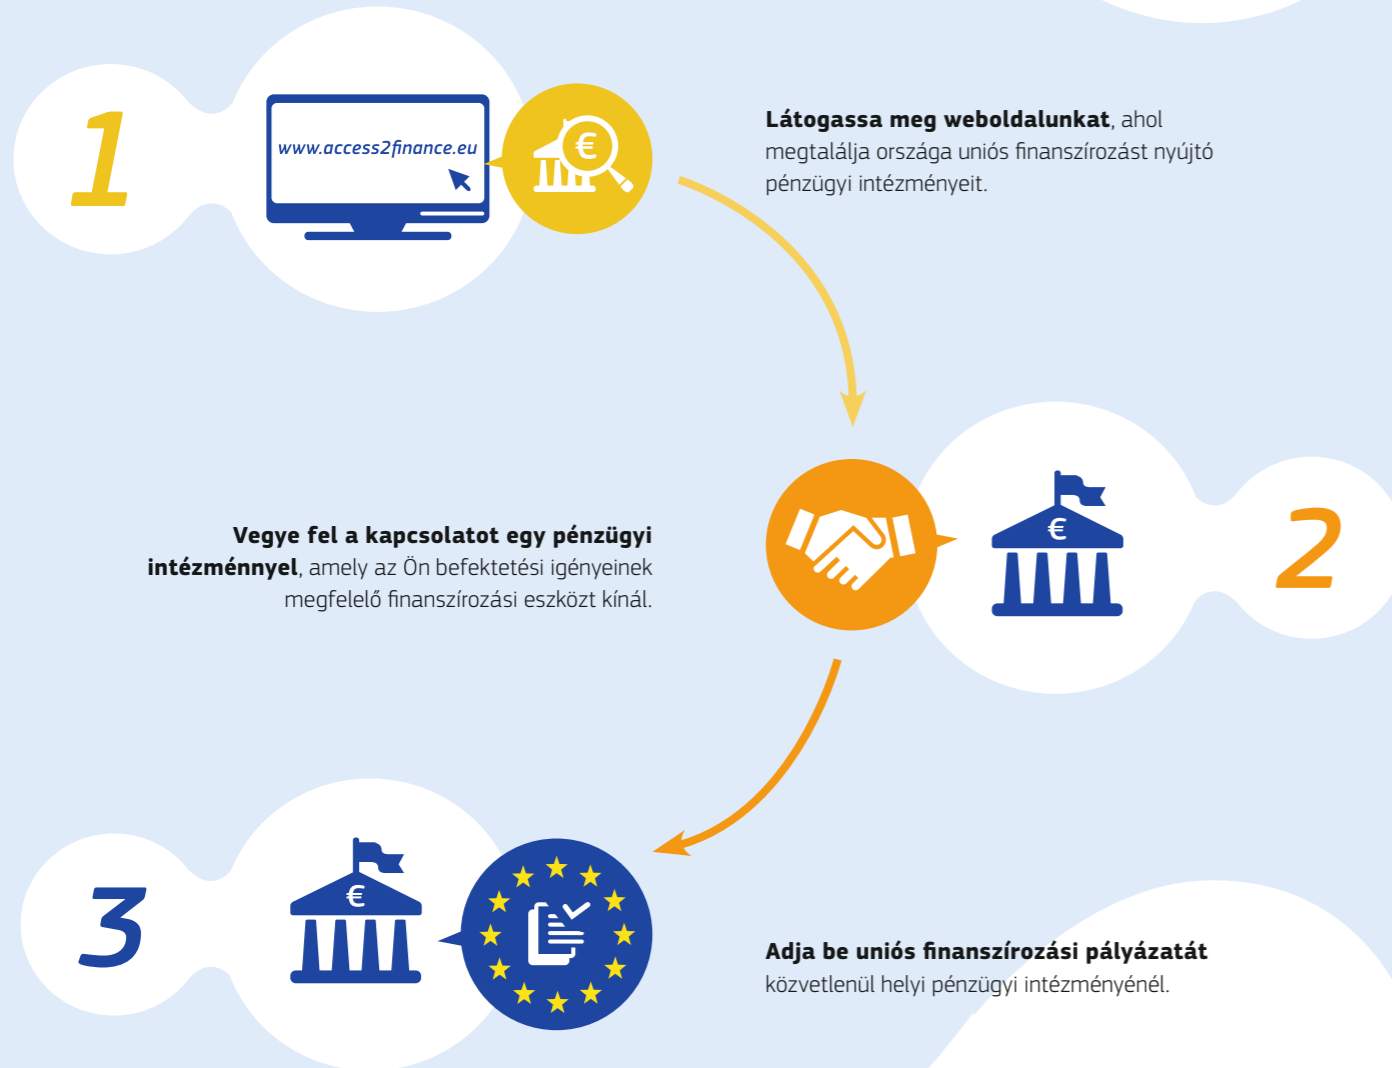 1
www.access2finance.eu
€
Látogassa meg weboldalunkat, ahol
megtalálja országa uniós finanszírozást nyújtó
pénzügyi intézményeit.
Vegye fel a kapcsolatot egy pénzügyi
intézménnyel, amely az Ön befektetési igényeinek
megfelelő finanszírozási eszközt kínál.
€
2
3
€
Adja be uniós finanszírozási pályázatát
közvetlenül helyi pénzügyi intézményénél.